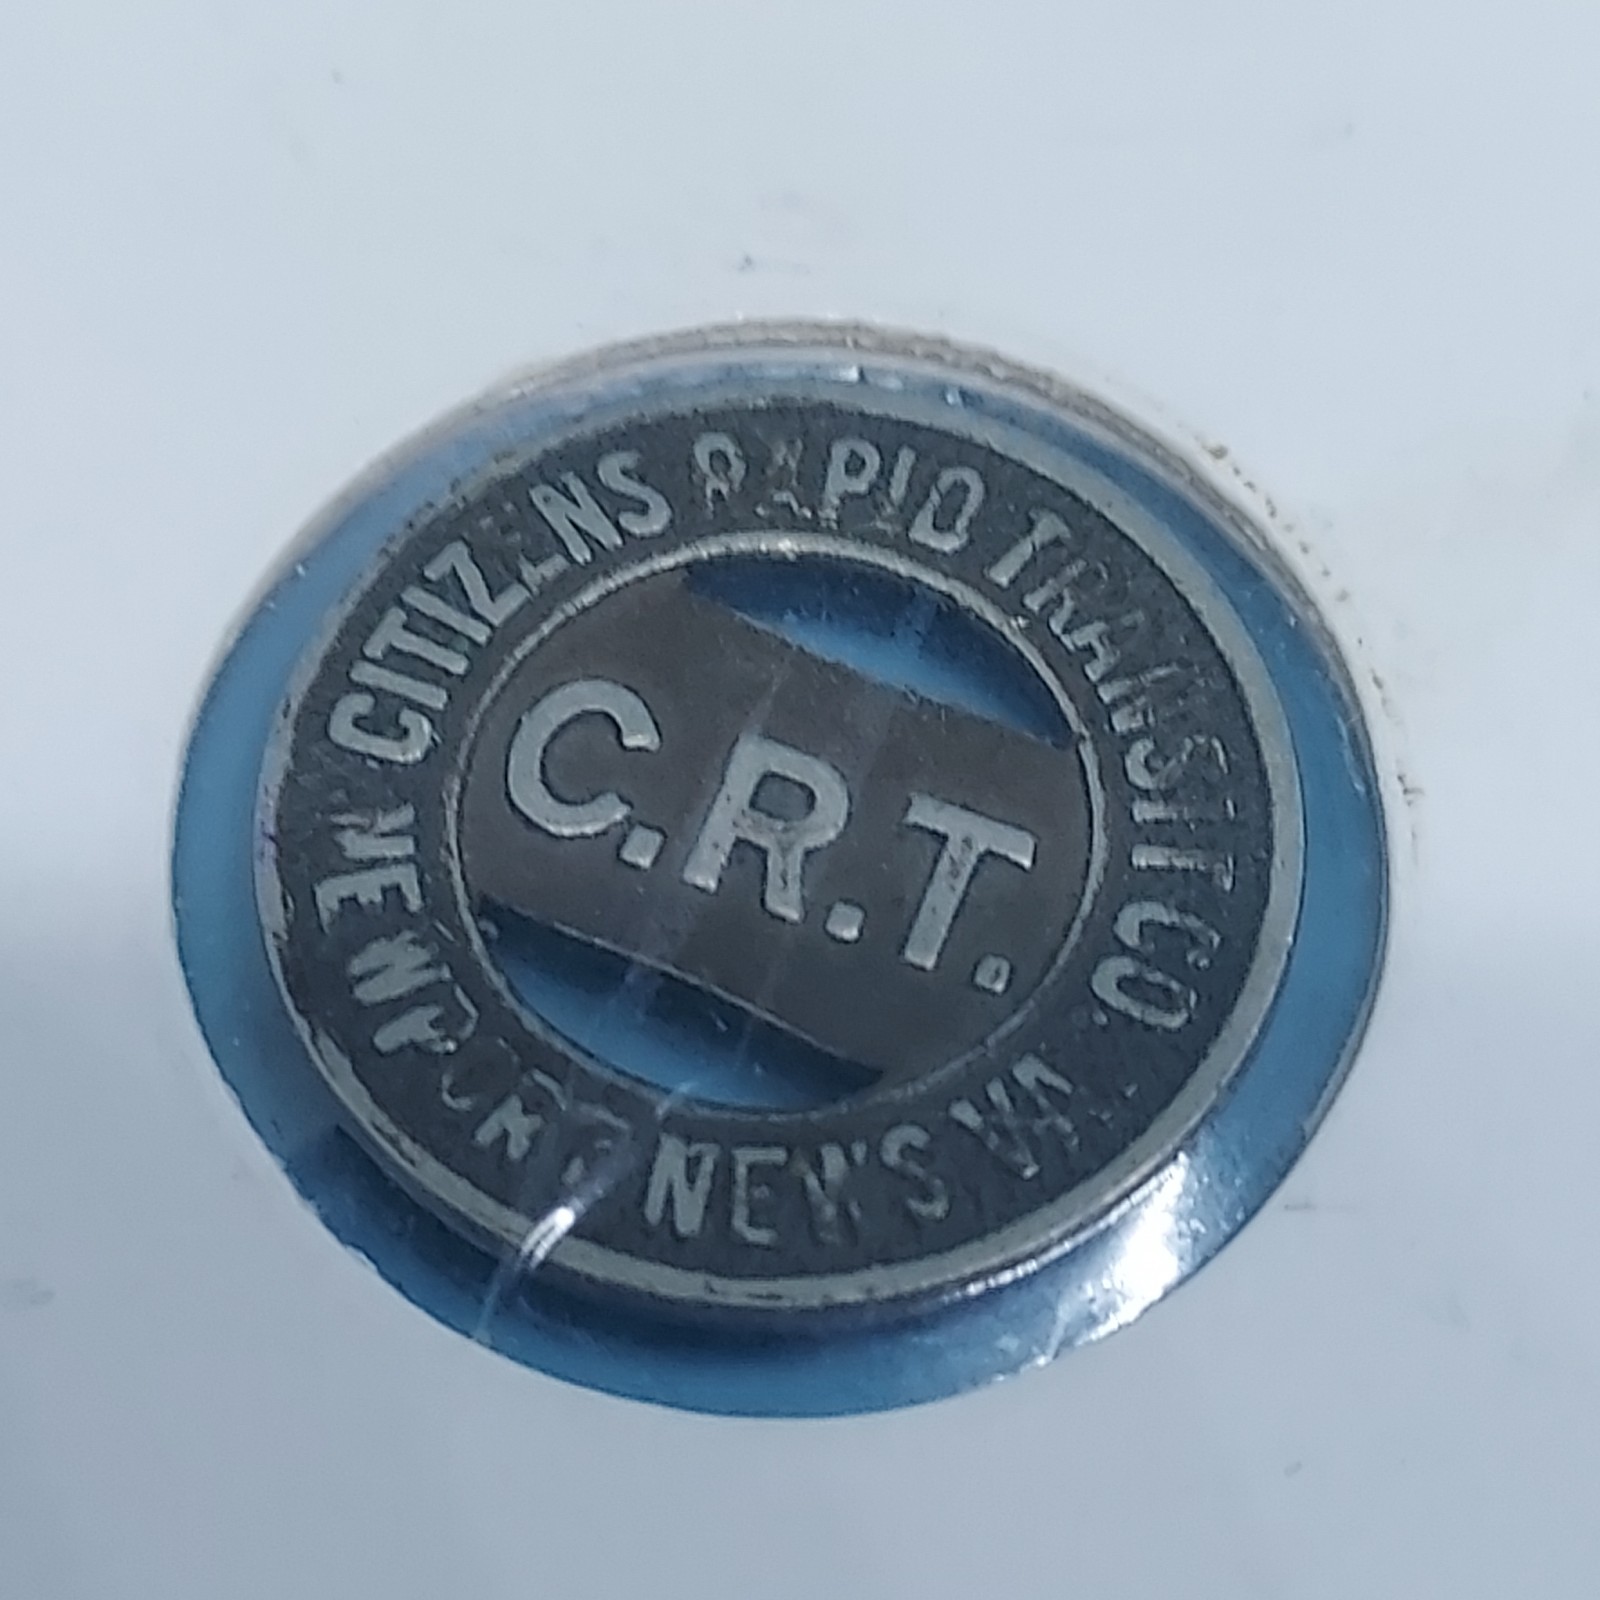 CITIZENS RAPID TRANSIT CO.
C.R.T.
NEWPORT NEWS VA.